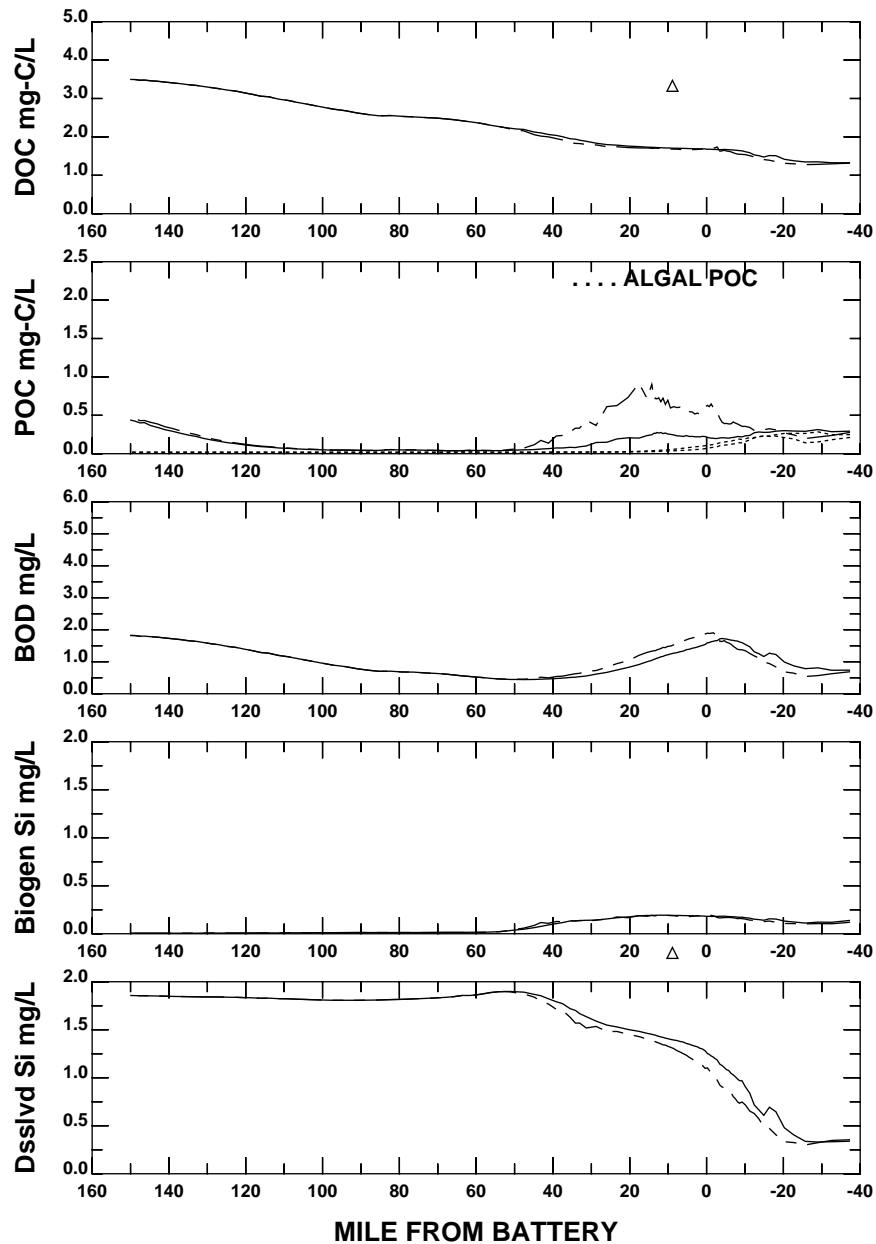 DOC mg-C/L
5.0
4.0
3.0
2.0
1.0
0.0
160 140 120 100 80 60 40 20 0 -20 -40
POC mg-C/L
2.5
2.0
1.5
1.0
0.5
0.0
. . . . ALGAL POC
160 140 120 100 80 60 40 20 0 -20 -40
BOD mg/L
6.0
5.0
4.0
3.0
2.0
1.0
0.0
160 140 120 100 80 60 40 20 0 -20 -40
Biogen Si mg/L
2.0
1.5
1.0
0.5
0.0
160 140 120 100 80 60 40 20 0 -20 -40
Dsslvd Si mg/L
2.0
1.5
1.0
0.5
0.0
160 140 120 100 80 60 40 20 0 -20 -40
MILE FROM BATTERY